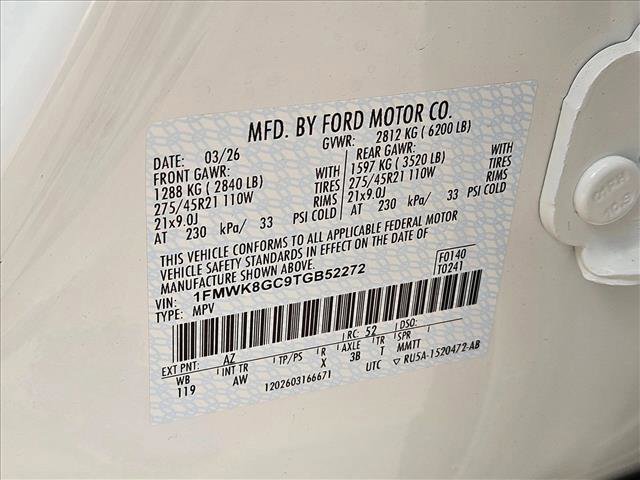 MFD. BY FORD MOTOR CO.
DATE: 03/26 GVWR: 2812 KG ( 6200 LB)
FRONT GAWR: REAR GAWR:
1288 KG ( 2840 LB) WITH 1597 KG ( 3520 LB) WITH
275/45R21 110W TIRES 275/45R21 110W TIRES
21x9.0J RIMS 21x9.0J RIMS
AT 230 kPa/ 33 PSI COLD AT 230 kPa/ 33 PSI COLD
THIS VEHICLE CONFORMS TO ALL APPLICABLE FEDERAL MOTOR
VEHICLE SAFETY STANDARDS IN EFFECT ON THE DATE OF
MANUFACTURE SHOWN ABOVE.
VIN: 1FMWK8GC9TGB52272 F0140
TYPE: MPV T0241
EXT PNT: AZ RC: 52 DSO:
WB INT TR TP/PS R AXLE TR SPR
119 AW X 3B T MMTT
1202603166671 UTC ▽ RU5A-1520472-AB
10.9